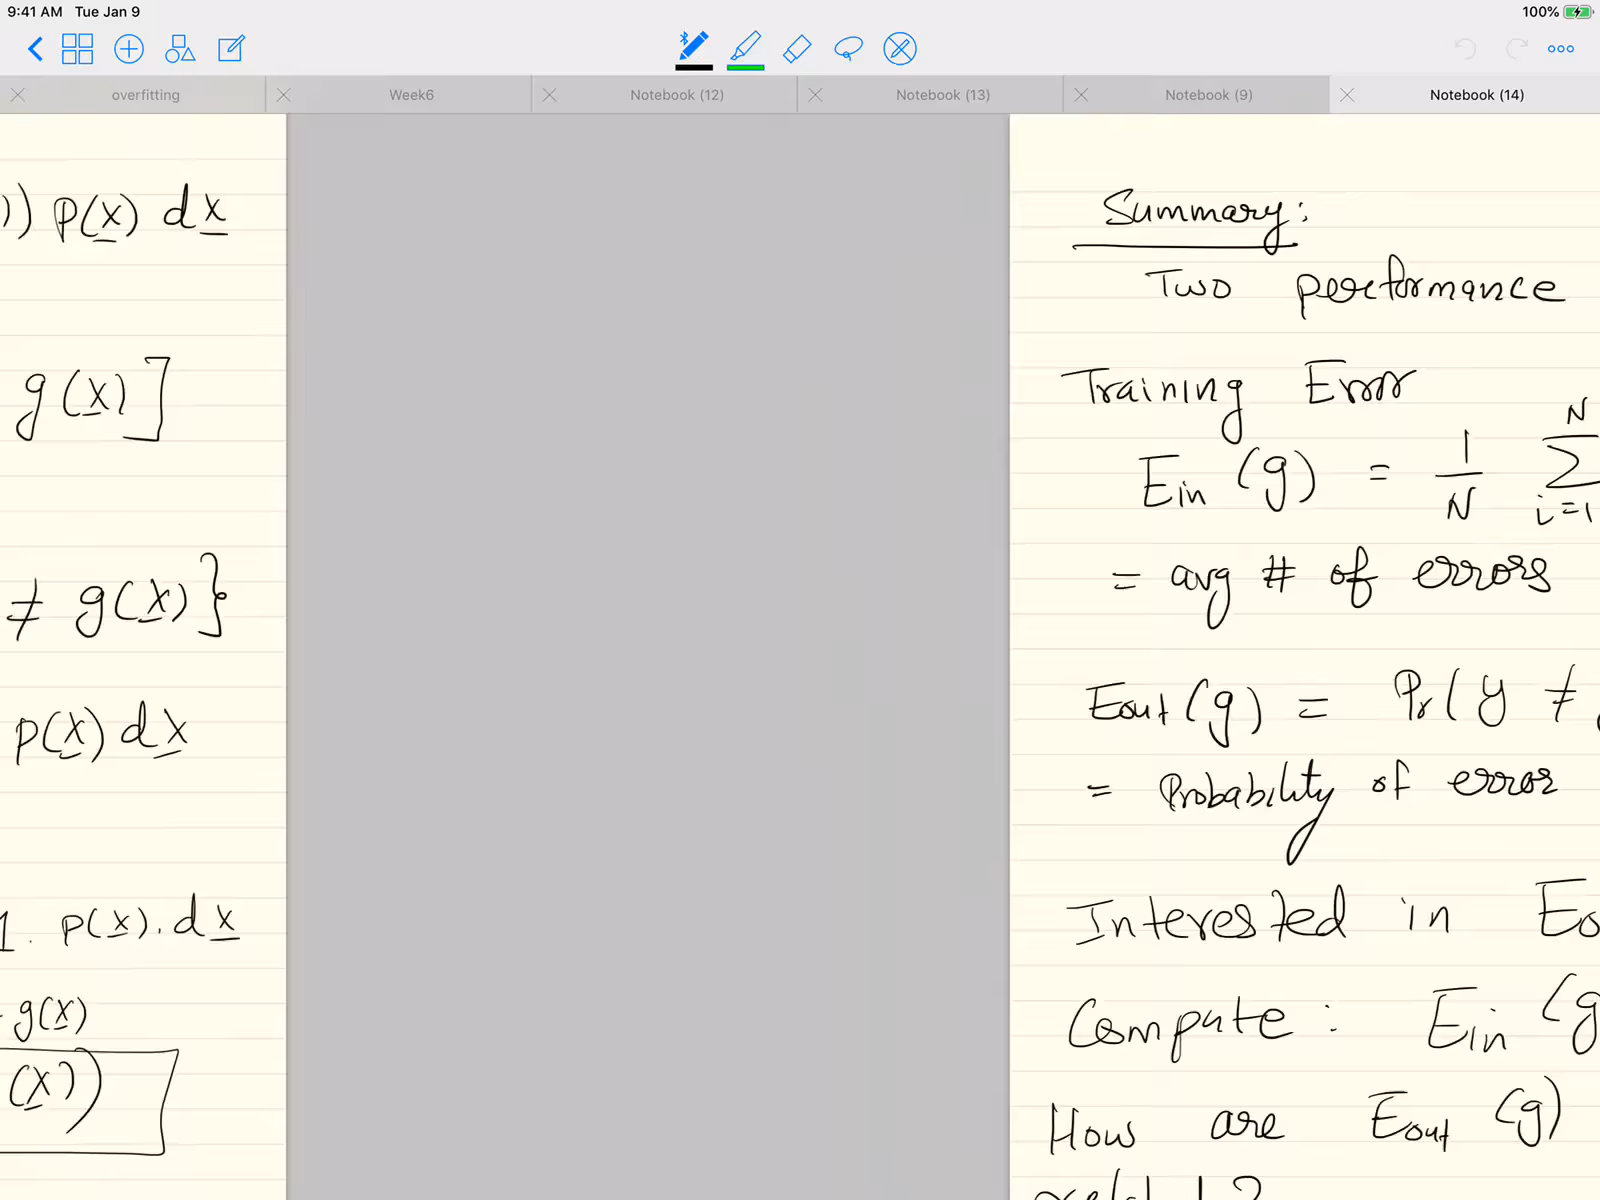 9:41 AM Tue Jan 9
100%
overfitting
Week6
Notebook (12)
Notebook (13)
Notebook (9)
Notebook (14)
)) p(x) dx
g(x)]
≠ g(x)}
p(x) dx
1. p(x). dx
g(x)
(x))
Summary:
Two performance
Training Error
Ein (g) = 1/N Σ i=1 N
= avg # of errors
Eout (g) = Pr( y ≠
= Probability of error
Interested in Eo
Compute: Ein (g
How are Eout (g)